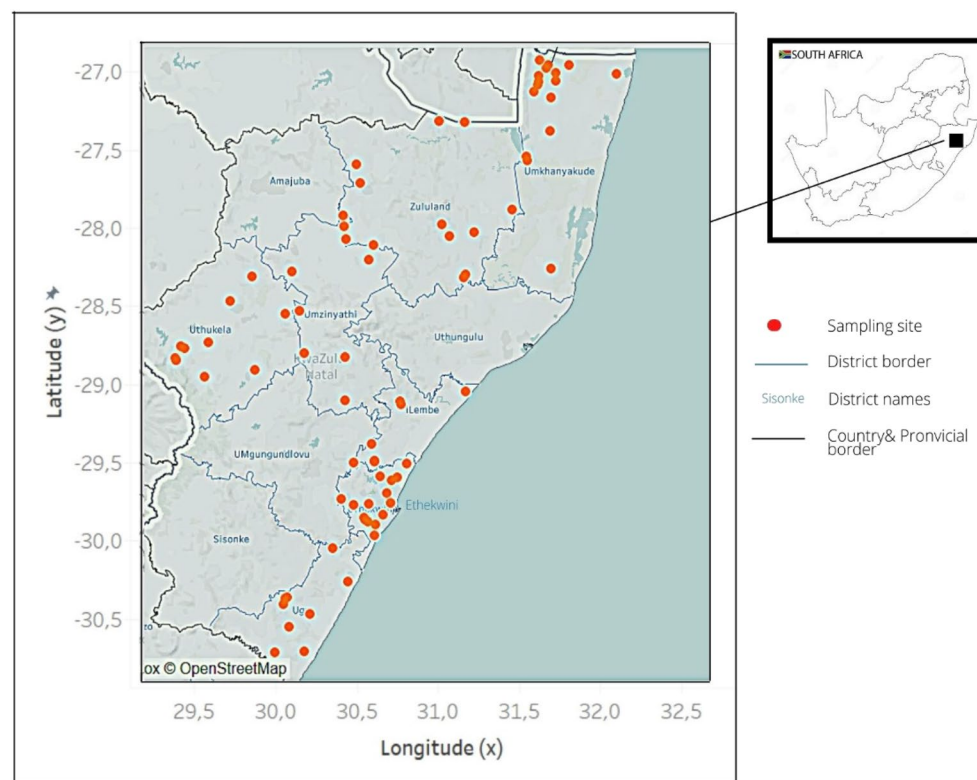 SOUTH AFRICA
-27,0
-27,5
-28,0
-28,5
-29,0
-29,5
-30,0
-30,5
Latitude (y)
Amajuba
Umkhanyakude
Zululand
Uthukela
Umzinyathi
Uthungulu
Natal
iLembe
UMgungundlovu
Ethekwini
Sisonke
Ug
ox © OpenStreetMap
29,5
30,0
30,5
31,0
31,5
32,0
32,5
Longitude (x)
Sampling site
District border
Sisonke
District names
Country& Pronvicial
border